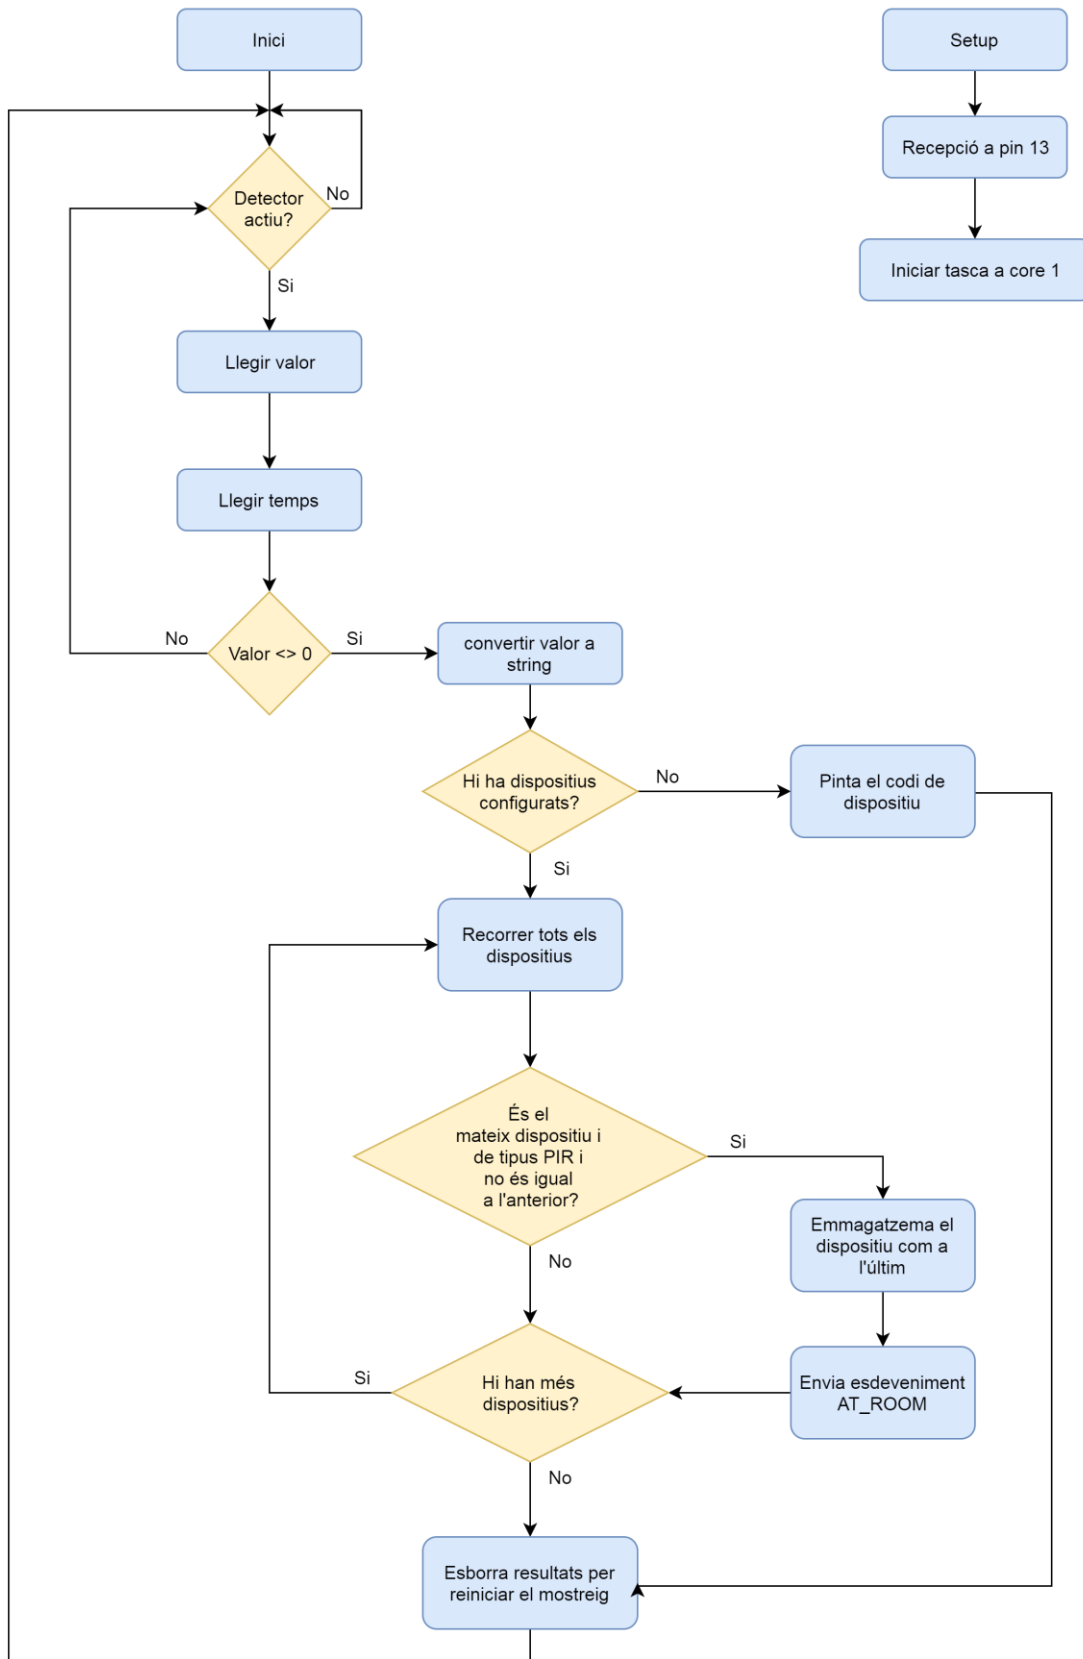 Inici
Setup
Recepció a pin 13
Detector
actiu?
No
Iniciar tasca a core 1
Si
Llegir valor
Llegir temps
No
Valor <> 0
Si
convertir valor a
string
Hi ha dispositius
configurats?
No
Pinta el codi de
dispositiu
Si
Recorrer tots els
dispositius
És el
mateix dispositiu i
de tipus PIR i
no és igual
a l'anterior?
Si
Emmagatzema el
dispositiu com a
l'últim
No
Envia esdeveniment
AT_ROOM
Si
Hi han més
dispositius?
No
Esborra resultats per
reiniciar el mostreig